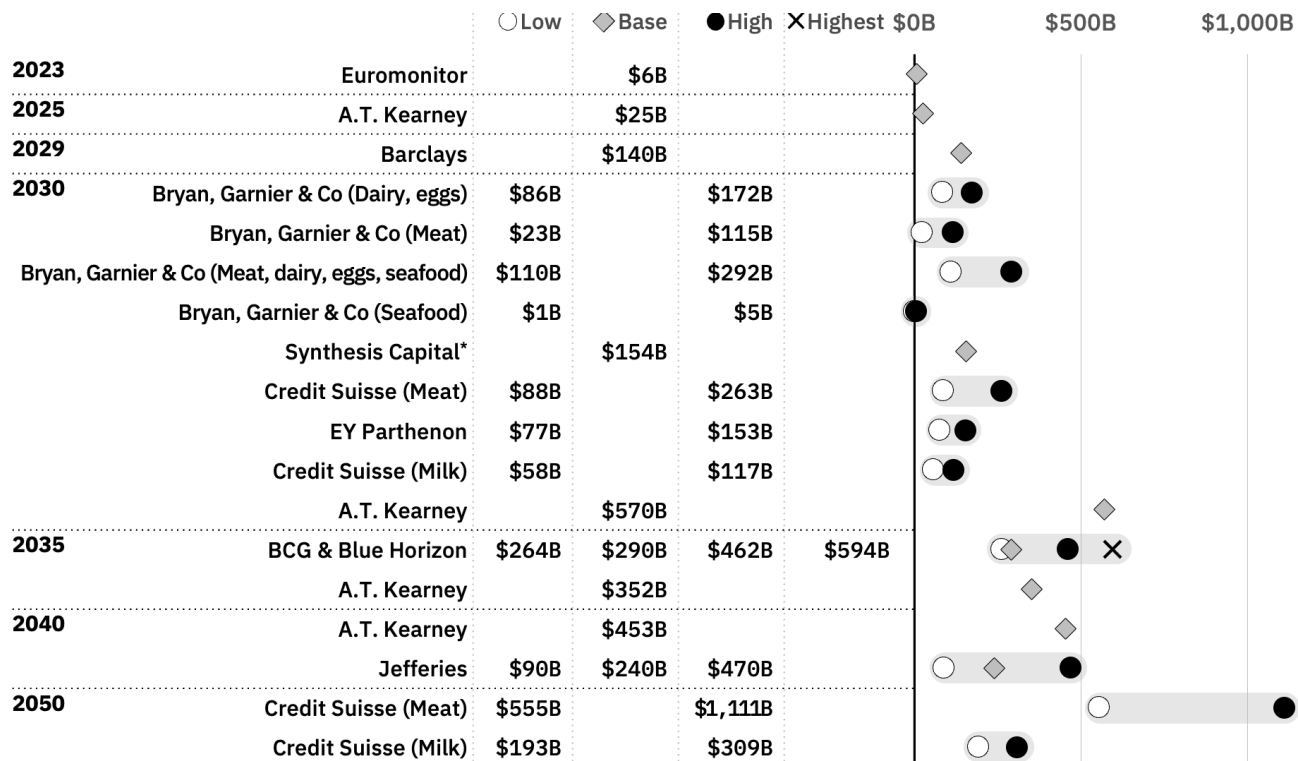 Low Base High Highest $0B $500B $1,000B
2023 Euromonitor $6B
2025 A.T. Kearney $25B
2029 Barclays $140B
2030 Bryan, Garnier & Co (Dairy, eggs) $86B $172B
Bryan, Garnier & Co (Meat) $23B $115B
Bryan, Garnier & Co (Meat, dairy, eggs, seafood) $110B $292B
Bryan, Garnier & Co (Seafood) $1B $5B
Synthesis Capital* $154B
Credit Suisse (Meat) $88B $263B
EY Parthenon $77B $153B
Credit Suisse (Milk) $58B $117B
A.T. Kearney $570B
2035 BCG & Blue Horizon $264B $290B $462B $594B
A.T. Kearney $352B
2040 A.T. Kearney $453B
Jefferies $90B $240B $470B
2050 Credit Suisse (Meat) $555B $1,111B
Credit Suisse (Milk) $193B $309B